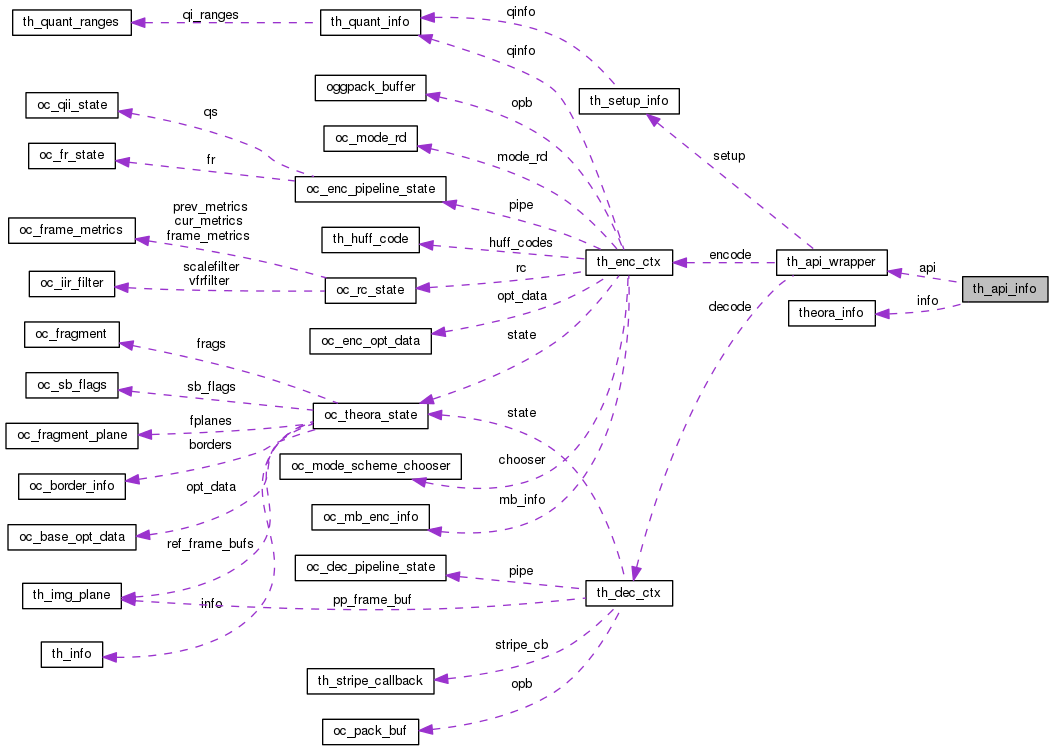 th_quant_ranges
qi_ranges
th_quant_info
qinfo
qinfo
oggpack_buffer
opb
th_setup_info
oc_qii_state
qs
oc_mode_rd
mode_rd
setup
oc_fr_state
fr
oc_enc_pipeline_state
pipe
oc_frame_metrics
prev_metrics
cur_metrics
frame_metrics
th_huff_code
huff_codes
th_enc_ctx
encode
th_api_wrapper
api
th_api_info
oc_iir_filter
scalefilter
vfrfilter
oc_rc_state
rc
opt_data
decode
theora_info
info
oc_fragment
frags
oc_enc_opt_data
state
oc_sb_flags
sb_flags
oc_theora_state
state
oc_fragment_plane
fplanes
borders
oc_border_info
oc_mode_scheme_chooser
chooser
opt_data
mb_info
oc_base_opt_data
oc_mb_enc_info
ref_frame_bufs
oc_dec_pipeline_state
pipe
th_dec_ctx
th_img_plane
info
pp_frame_buf
th_info
stripe_cb
th_stripe_callback
opb
oc_pack_buf